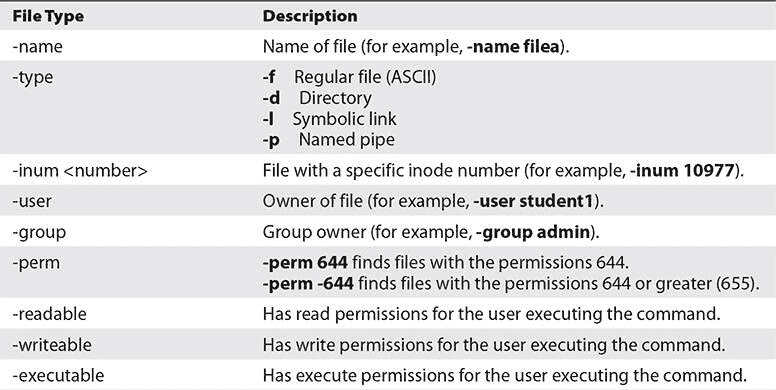 File Type Description
-name Name of file (for example, -name filea).
-type -f Regular file (ASCII)
-d Directory
-l Symbolic link
-p Named pipe
-inum <number> File with a specific inode number (for example, -inum 10977).
-user Owner of file (for example, -user student1).
-group Group owner (for example, -group admin).
-perm -perm 644 finds files with the permissions 644.
-perm -644 finds files with the permissions 644 or greater (655).
-readable Has read permissions for the user executing the command.
-writeable Has write permissions for the user executing the command.
-executable Has execute permissions for the user executing the command.